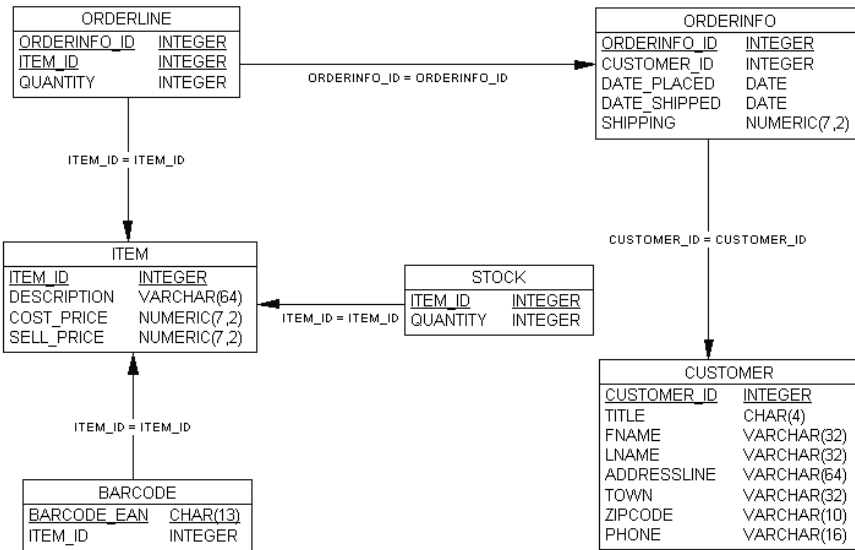 ORDERLINE
ORDERINFO_ID INTEGER
ITEM_ID INTEGER
QUANTITY INTEGER
ORDERINFO_ID = ORDERINFO_ID
ORDERINFO
ORDERINFO_ID INTEGER
CUSTOMER_ID INTEGER
DATE_PLACED DATE
DATE_SHIPPED DATE
SHIPPING NUMERIC(7,2)
ITEM_ID = ITEM_ID
CUSTOMER_ID = CUSTOMER_ID
ITEM
ITEM_ID INTEGER
DESCRIPTION VARCHAR(64)
COST_PRICE NUMERIC(7,2)
SELL_PRICE NUMERIC(7,2)
ITEM_ID = ITEM_ID
STOCK
ITEM_ID INTEGER
QUANTITY INTEGER
ITEM_ID = ITEM_ID
BARCODE
BARCODE_EAN CHAR(13)
ITEM_ID INTEGER
CUSTOMER
CUSTOMER_ID INTEGER
TITLE CHAR(4)
FNAME VARCHAR(32)
LNAME VARCHAR(32)
ADDRESSLINE VARCHAR(64)
TOWN VARCHAR(32)
ZIPCODE VARCHAR(10)
PHONE VARCHAR(16)